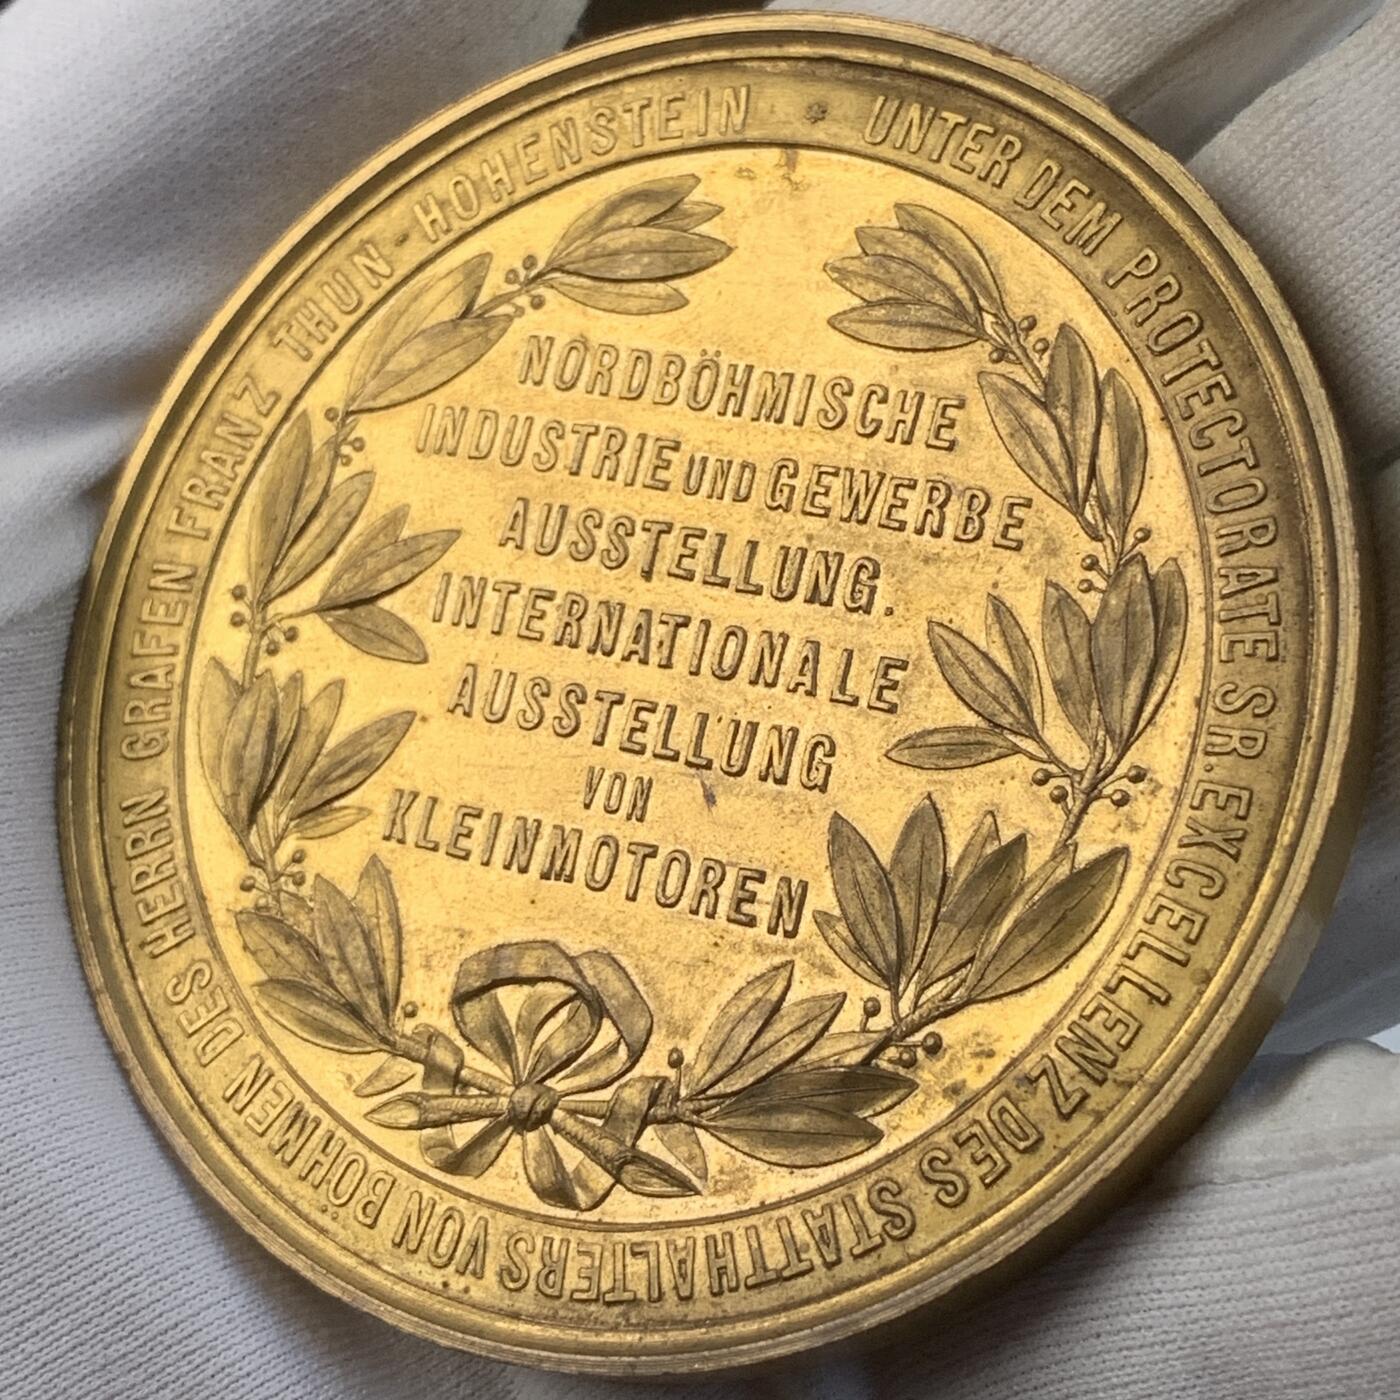 UNTER DEM PROTECTORATE SR. EXCELLENZ DES STATTHALTERS VON BÖHMEN DES HERRN GRAFEN FRANZ THUN-HOHENSTEIN
NORDBÖHMISCHE
INDUSTRIE UND GEWERBE
AUSSTELLUNG.
INTERNATIONALE
AUSSTELLUNG
VON
KLEINMOTOREN